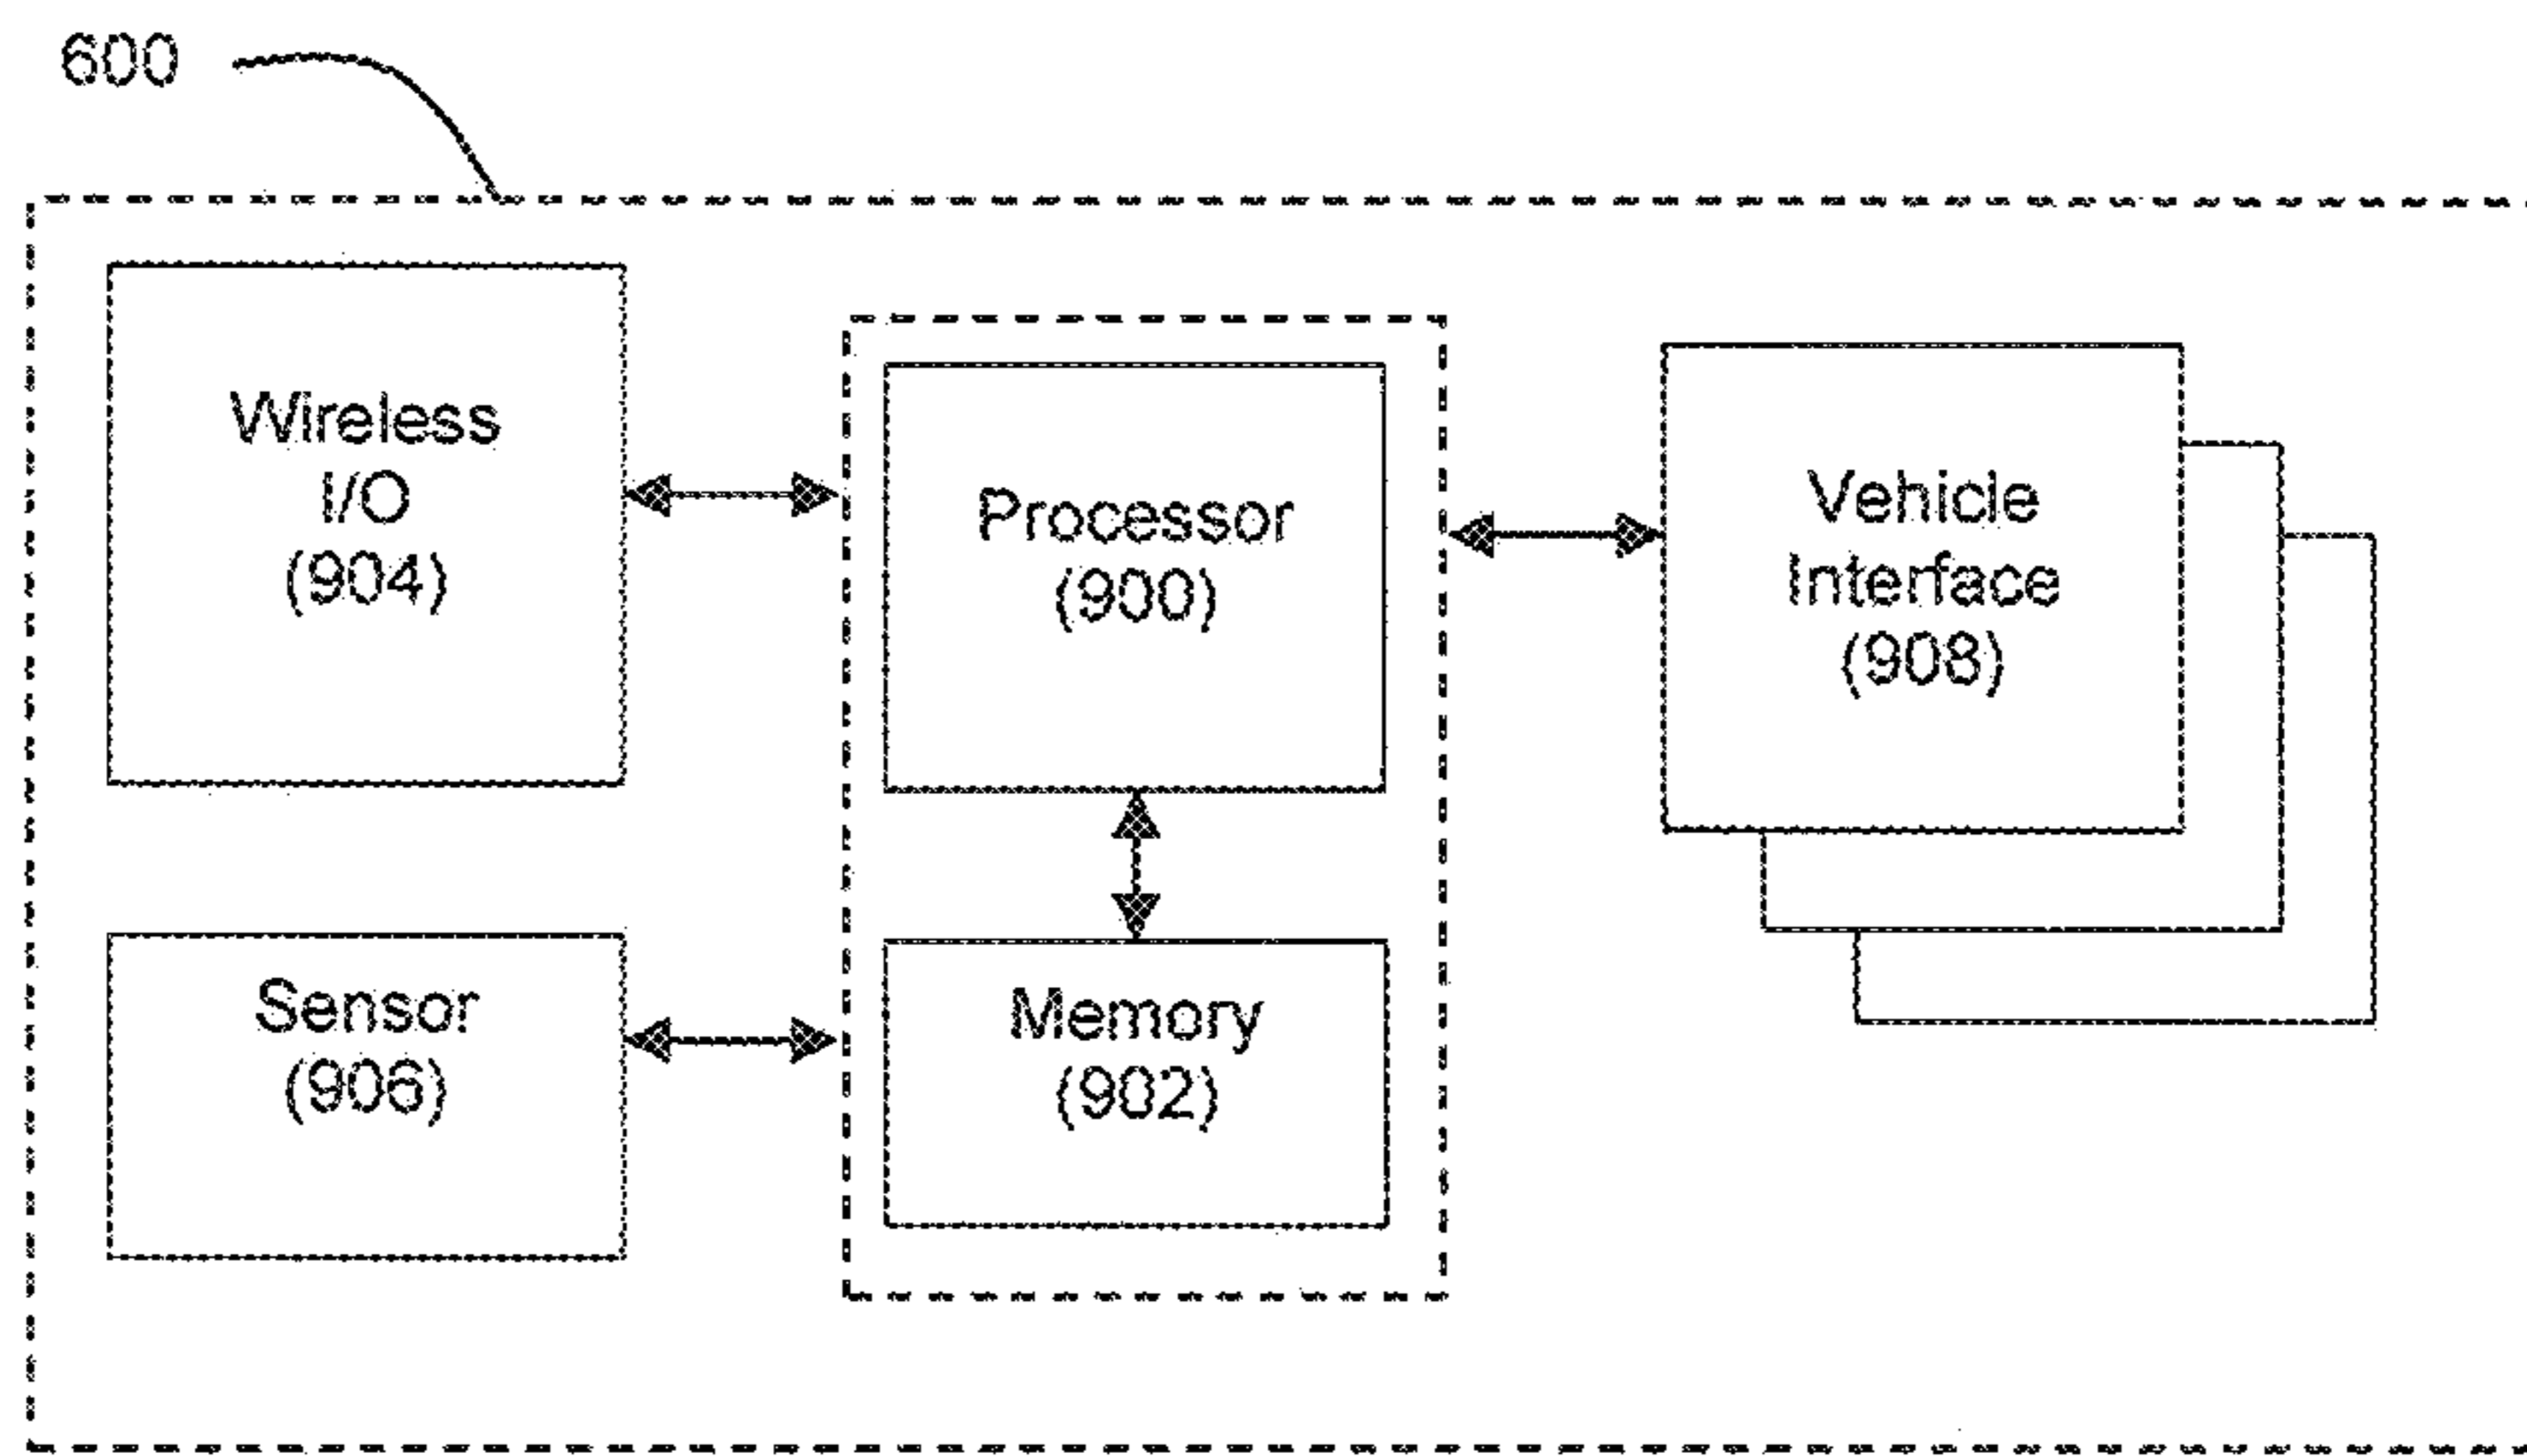 600
Wireless
I/O
(904)
Processor
(900)
Vehicle
Interface
(908)
Sensor
(906)
Memory
(902)